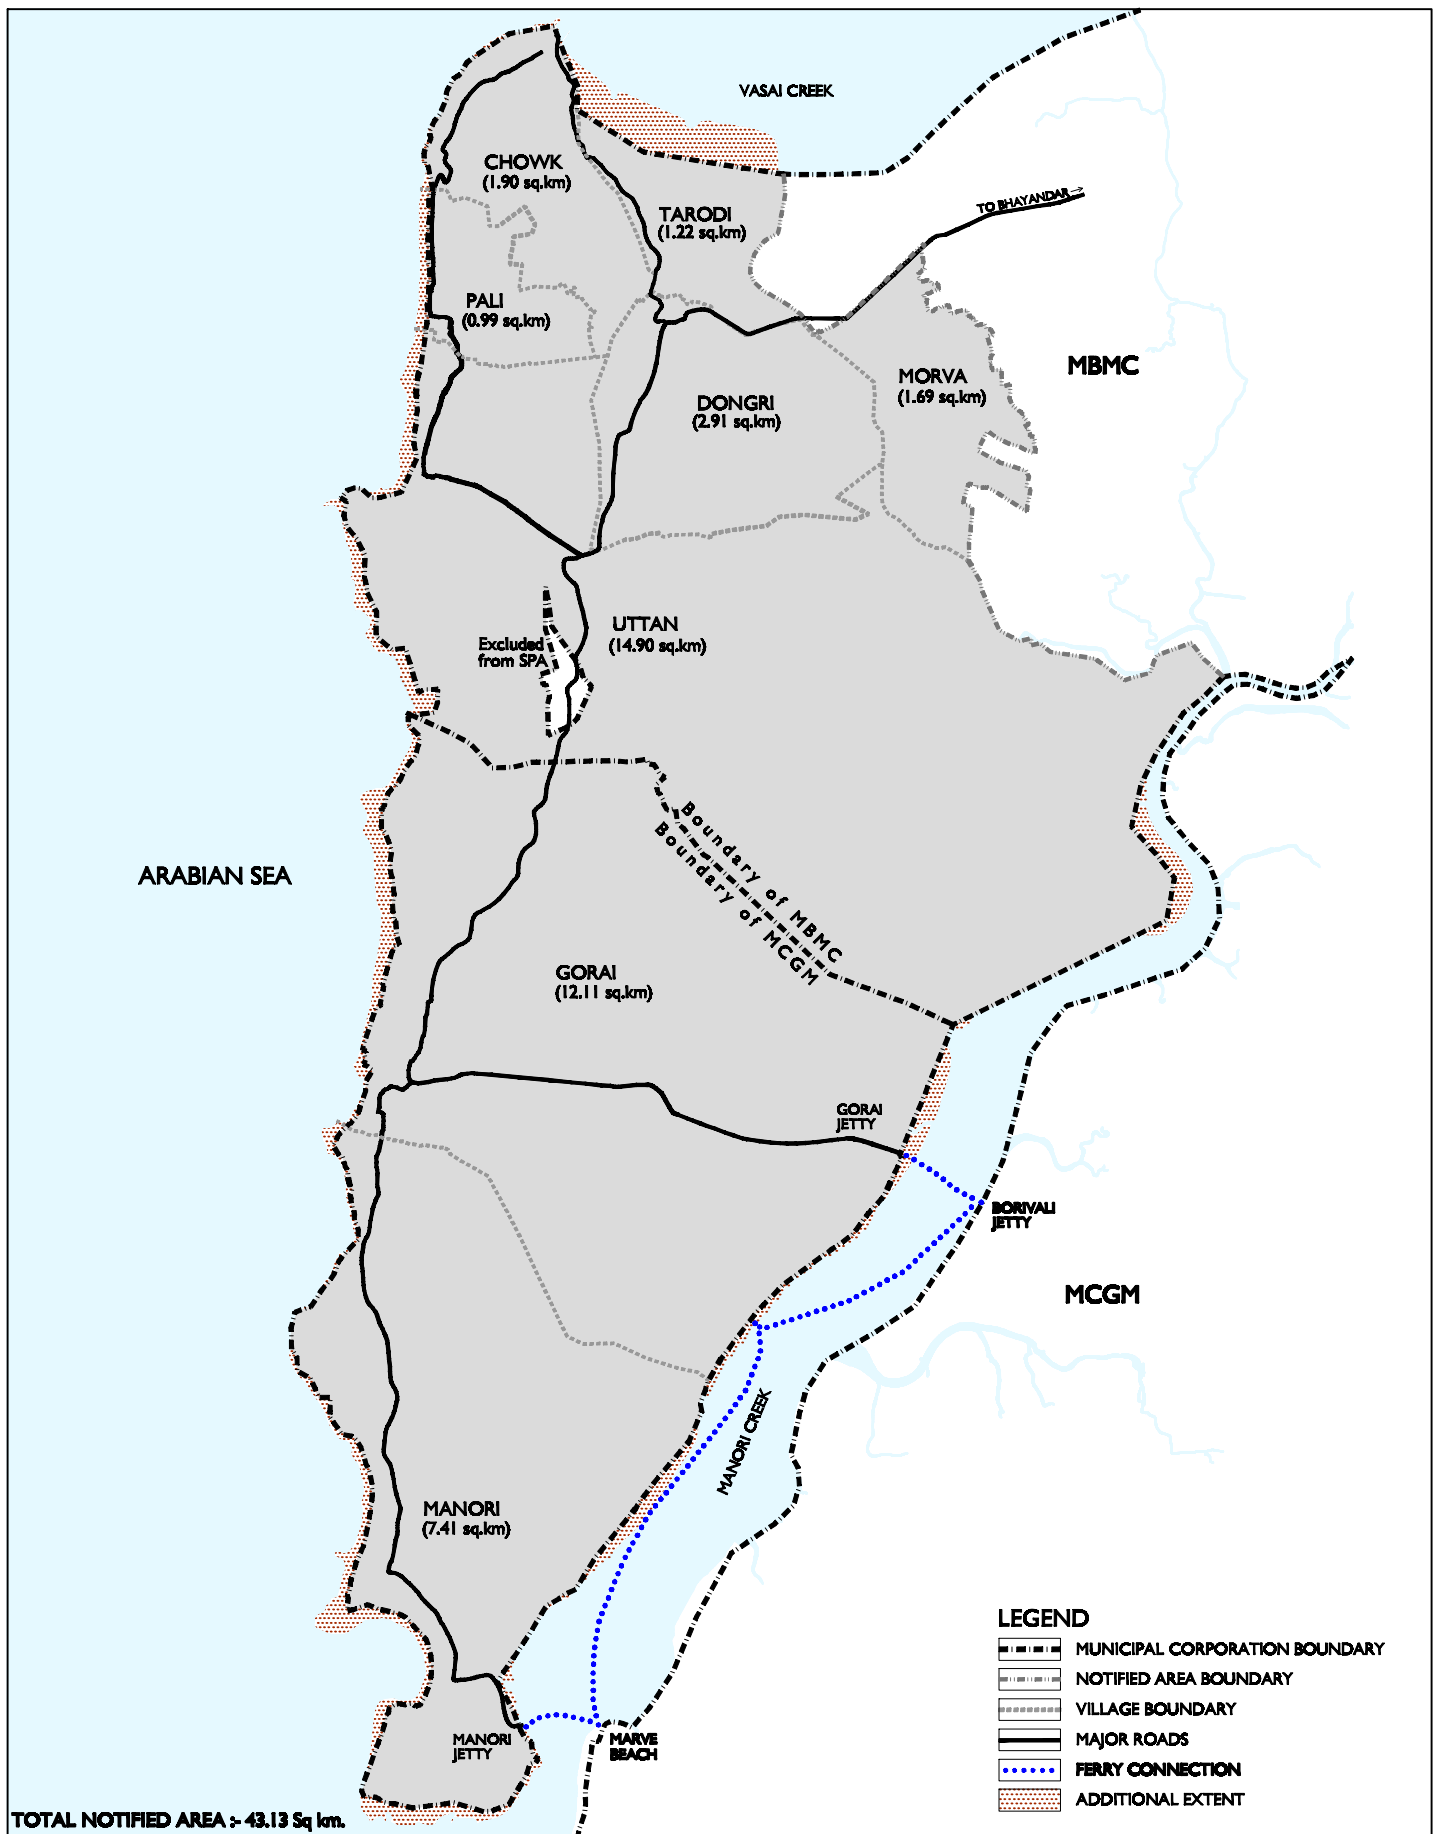 VASAI CREEK
CHOWK
(1.90 sq.km)
TARODI
(1.22 sq.km)
TO BHAYANDAR →
PALI
(0.99 sq.km)
MBMC
MORVA
(1.69 sq.km)
DONGRI
(2.91 sq.km)
UTTAN
(14.90 sq.km)
Excluded
from SPA
Boundary of MBMC
Boundary of MCGM
ARABIAN SEA
GORAI
(12.11 sq.km)
GORAI
JETTY
BORIVALI
JETTY
MCGM
MANORI CREEK
MANORI
(7.41 sq.km)
MANORI
JETTY
MARVE
BEACH
LEGEND
MUNICIPAL CORPORATION BOUNDARY
NOTIFIED AREA BOUNDARY
VILLAGE BOUNDARY
MAJOR ROADS
FERRY CONNECTION
ADDITIONAL EXTENT
TOTAL NOTIFIED AREA :- 43.13 Sq km.